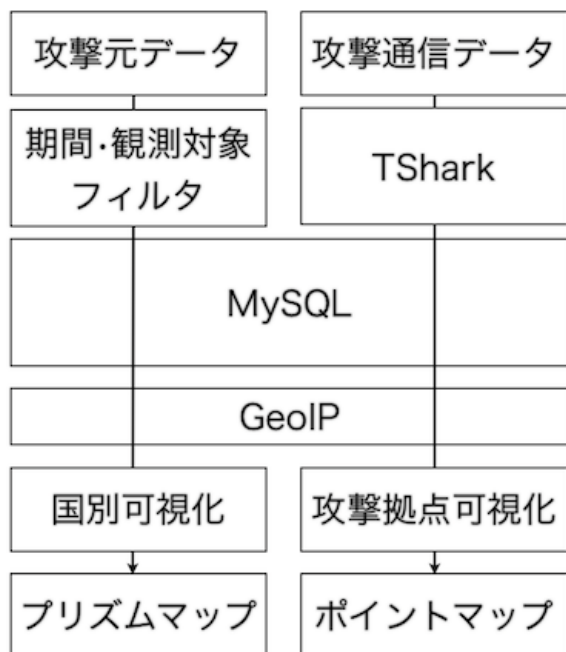 攻撃元データ
攻撃通信データ
期間・観測対象
フィルタ
TShark
MySQL
GeoIP
国別可視化
攻撃拠点可視化
プリズムマップ
ポイントマップ